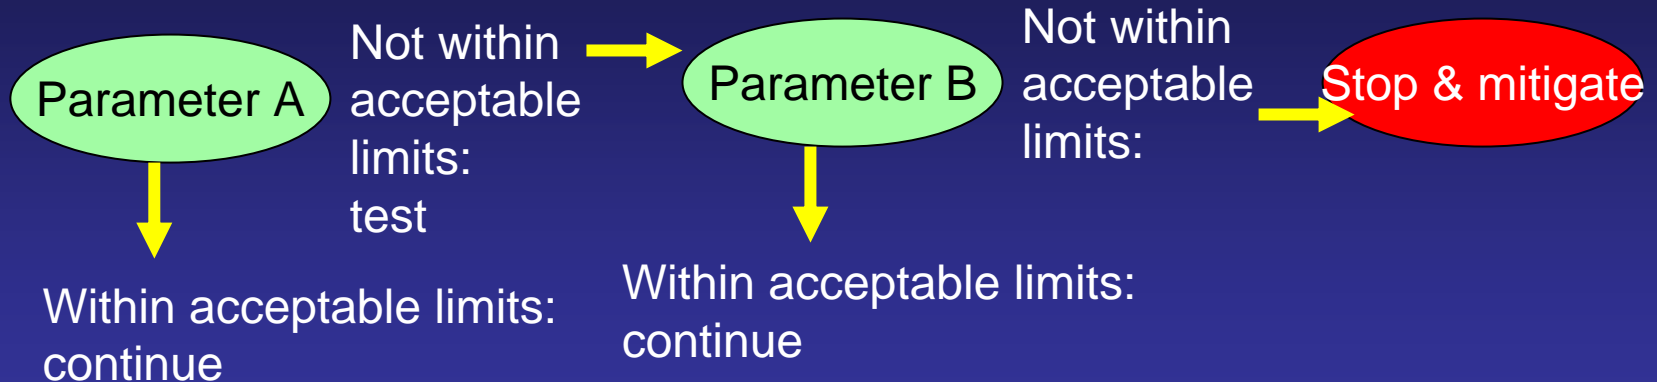 Parameter A
Not within
acceptable
limits:
test
Within acceptable limits:
continue
Parameter B
Within acceptable limits:
continue
Not within
acceptable
limits:
Stop & mitigate